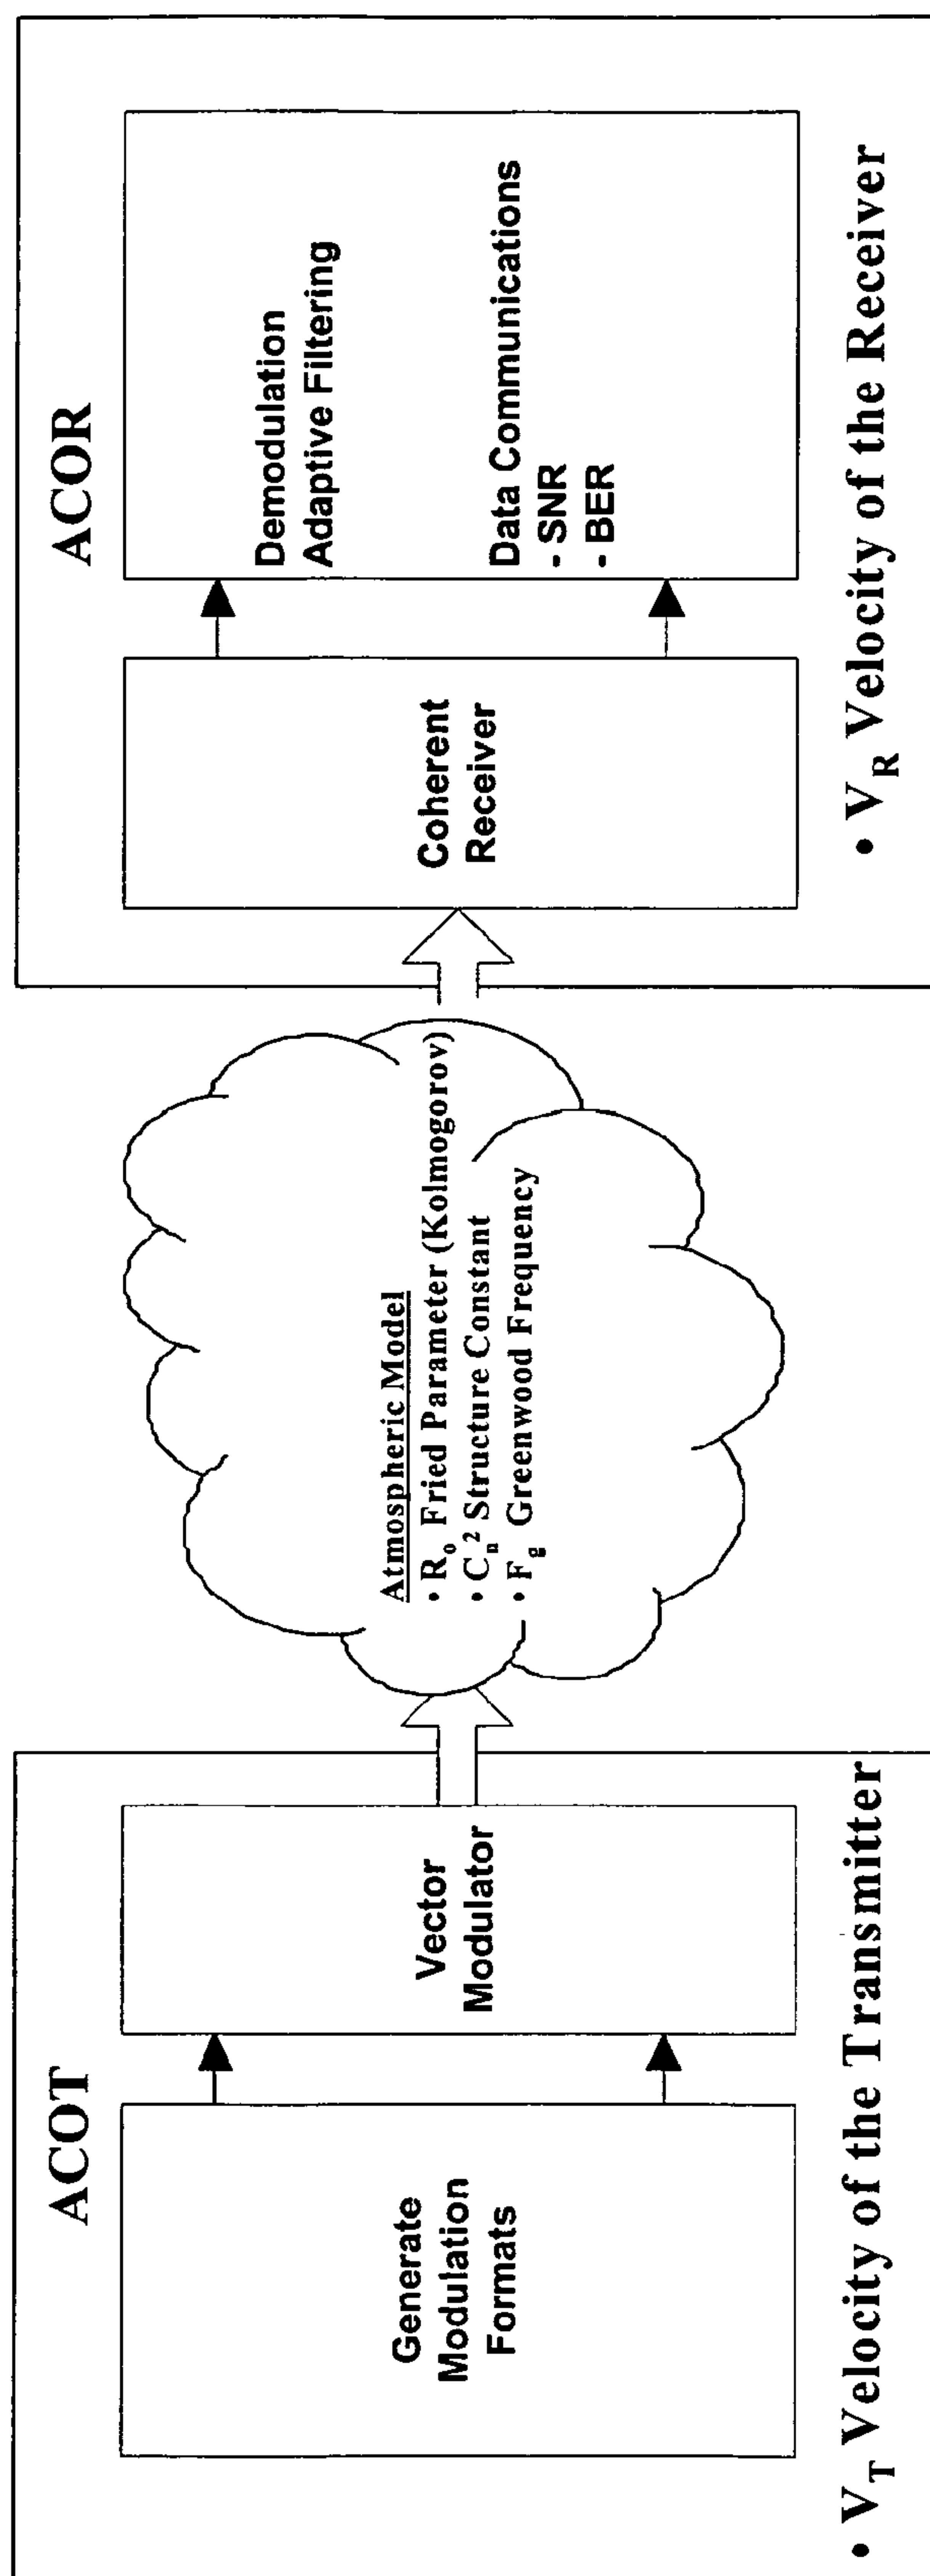 ACOT
Generate
Modulation
Formats
Vector
Modulator
• V_T Velocity of the Transmitter
Atmospheric Model
• R_o Fried Parameter (Kolmogorov)
• C_n^2 Structure Constant
• F_g Greenwood Frequency
ACOR
Coherent
Receiver
Demodulation
Adaptive Filtering
Data Communications
- SNR
- BER
• V_R Velocity of the Receiver